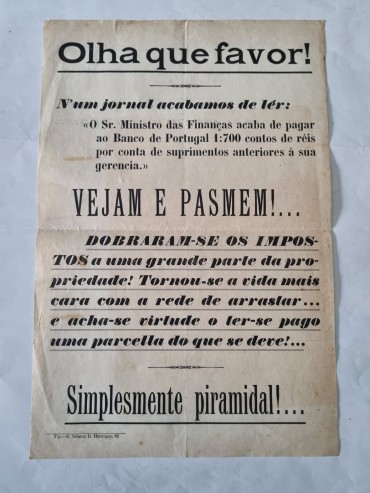 Olha que favor!
N'um jornal acabamos de lêr:
«O Sr. Ministro das Finanças acaba de pagar
ao Banco de Portugal 1:700 contos de réis
por conta de suprimentos anteriores á sua
gerencia.»
VEJAM E PASMEM!...
DOBRARAM-SE OS IMPOS-
TOS a uma grande parte da pro-
priedade! Tornou-se a vida mais
cara com a rede de arrastar...
e acha-se virtude o ter-se pago
uma parcella do que se deve!...
Simplesmente piramidal!....
Infante D. Henrique,